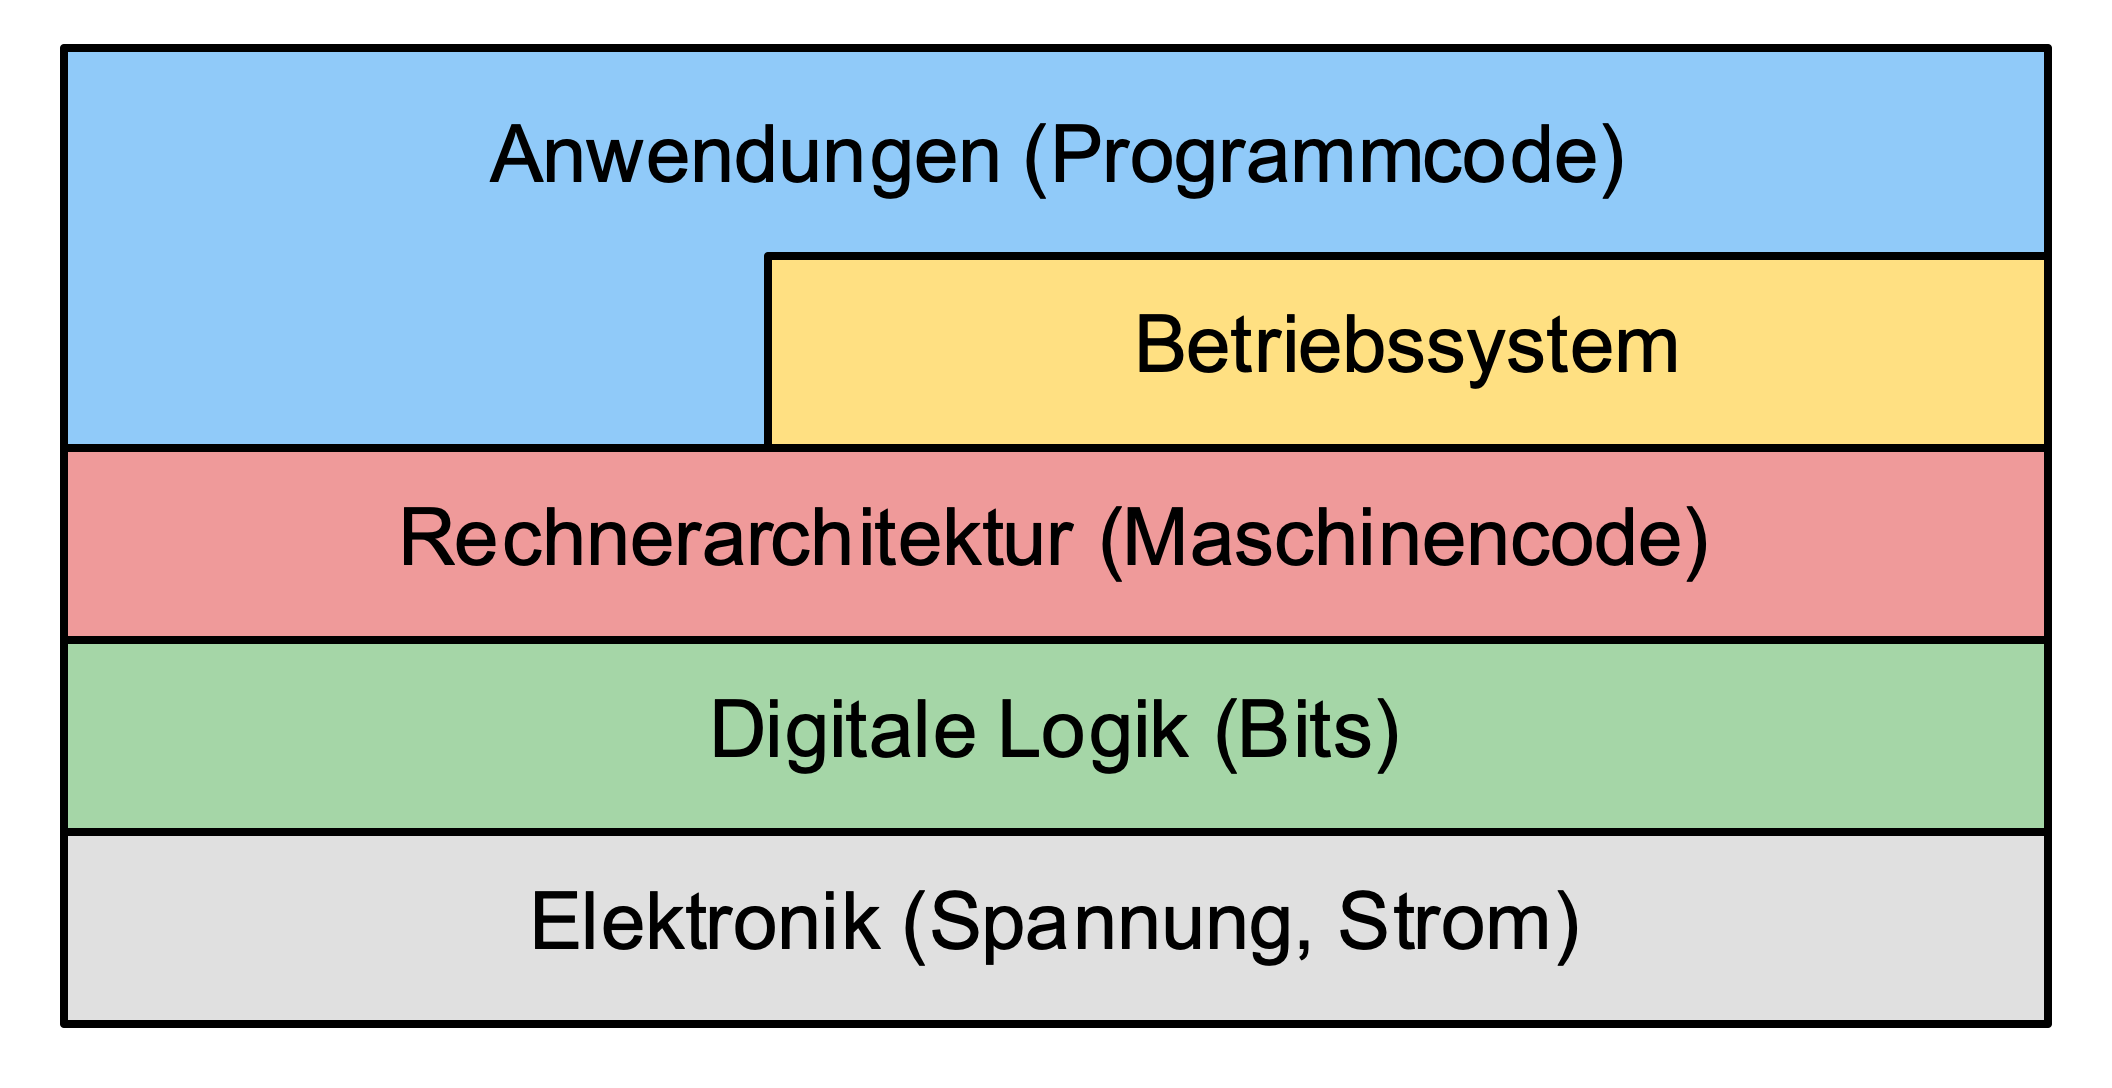 Anwendungen (Programmcode)
Betriebssystem
Rechnerarchitektur (Maschinencode)
Digitale Logik (Bits)
Elektronik (Spannung, Strom)